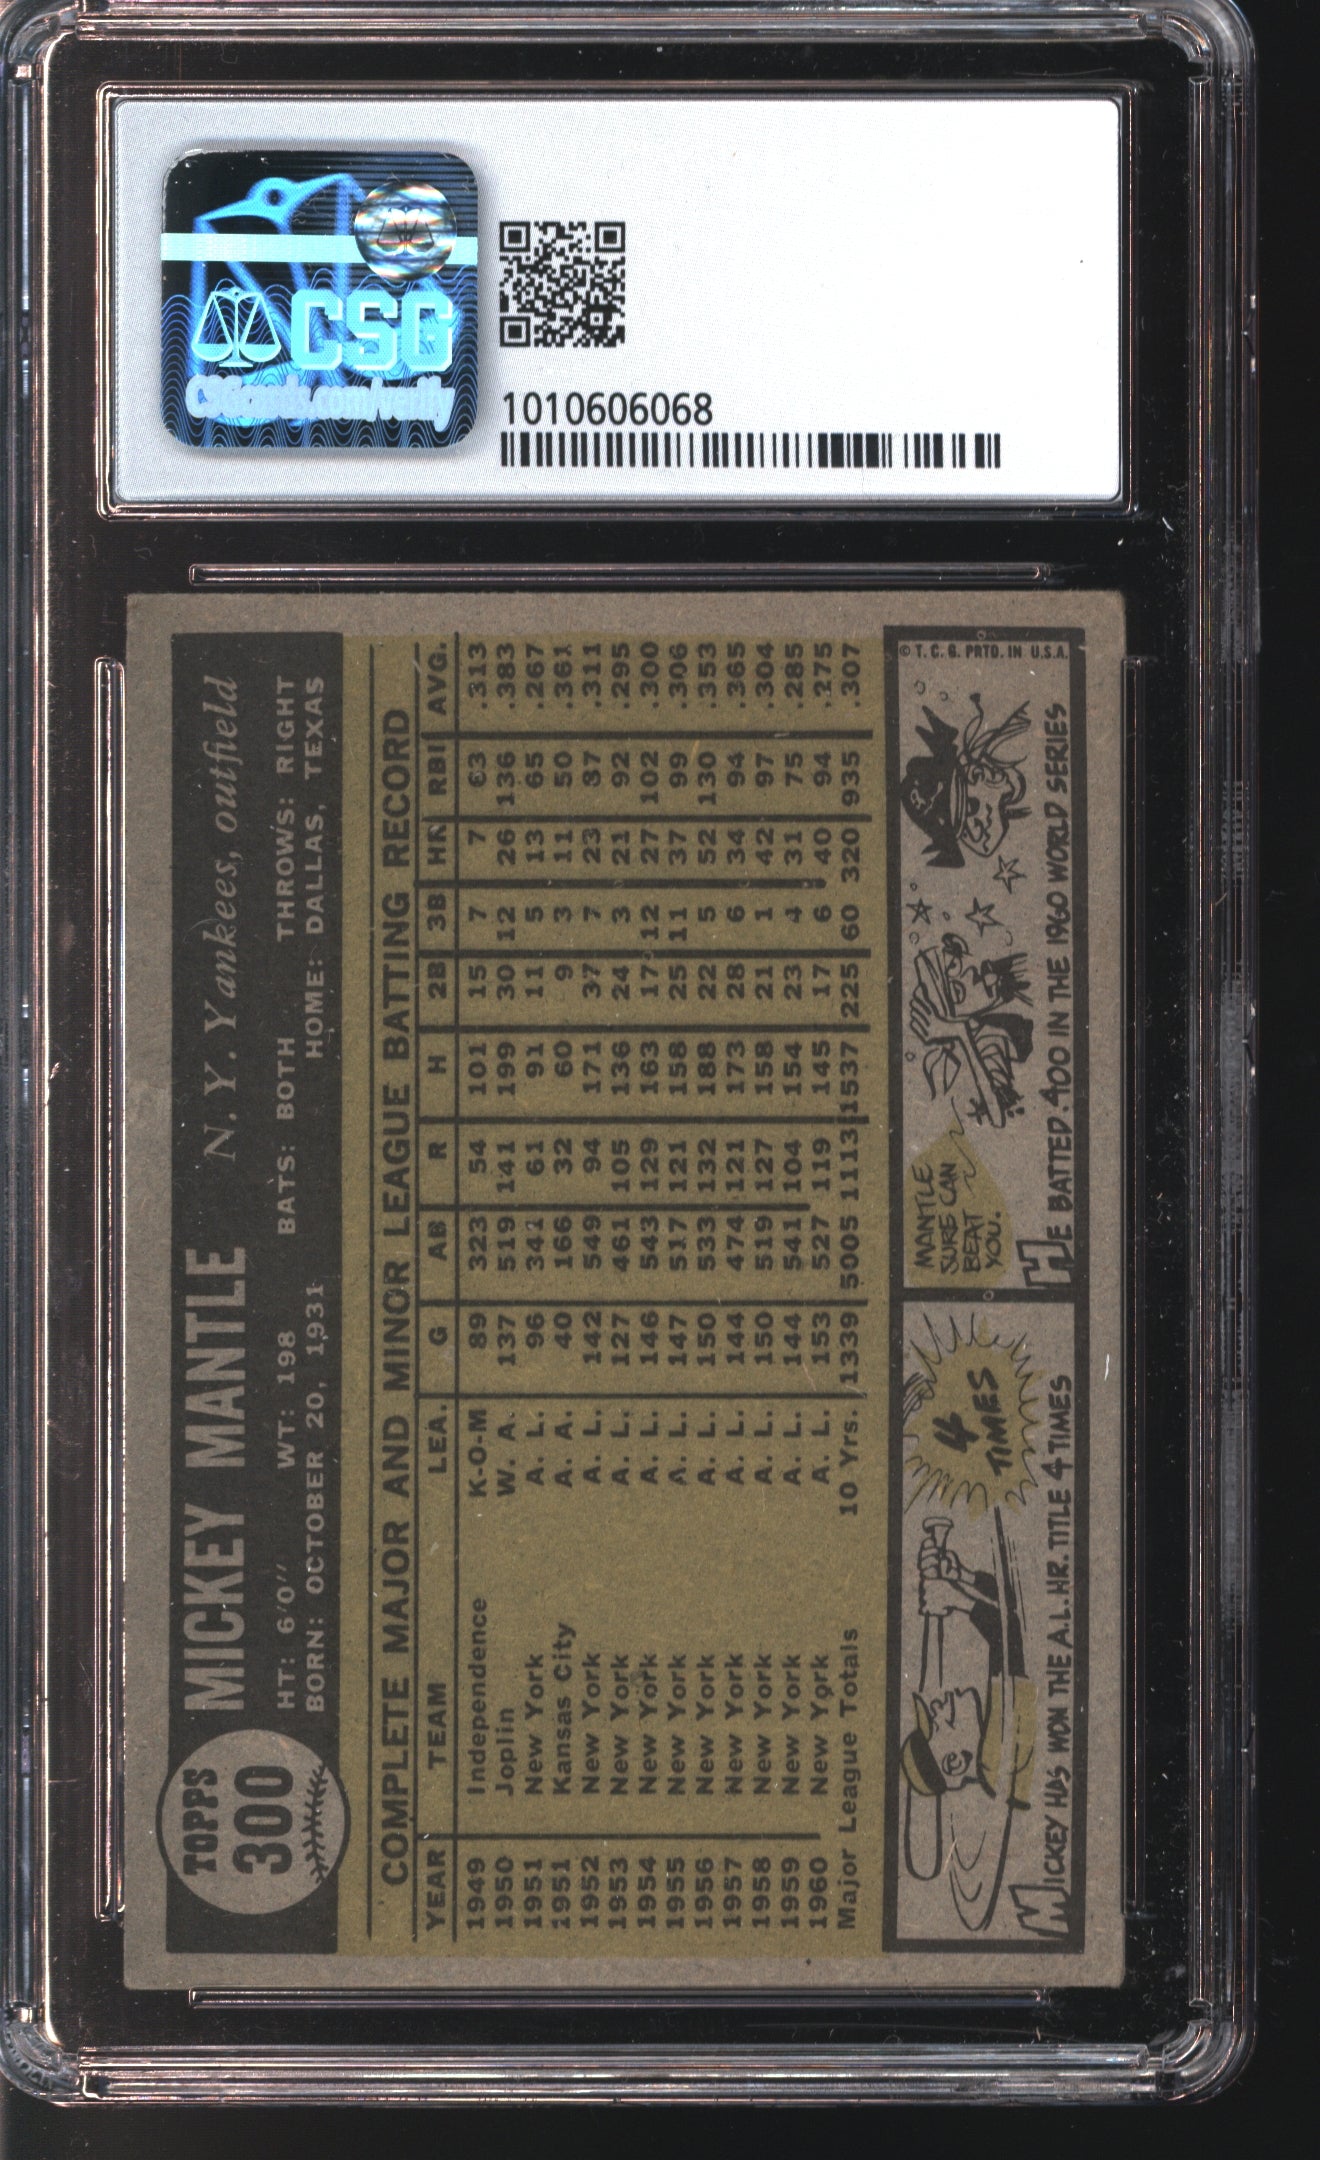 CSG
CSGcards.com/verify
1010606068
TOPPS
300
MICKEY MANTLE N. Y. Yankees, outfield
HT: 6'0" WT: 198 BATS: BOTH THROWS: RIGHT
BORN: OCTOBER 20, 1931 HOME: DALLAS, TEXAS
COMPLETE MAJOR AND MINOR LEAGUE BATTING RECORD
YEAR TEAM LEA. G AB R H 2B 3B HR RBI AVG.
1949 Independence K-O-M 89 323 54 101 15 7 7 63 .313
1950 Joplin W. A. 137 519 141 199 30 12 26 136 .383
1951 New York A. L. 96 341 61 91 11 5 13 65 .267
1951 Kansas City A. A. 40 166 32 60 9 3 11 50 .361
1952 New York A. L. 142 549 94 171 37 7 23 87 .311
1953 New York A. L. 127 461 105 136 24 3 21 92 .295
1954 New York A. L. 146 543 129 163 17 12 27 102 .300
1955 New York A. L. 147 517 121 158 25 11 37 99 .306
1956 New York A. L. 150 533 132 188 22 5 52 130 .353
1957 New York A. L. 144 474 121 173 28 6 34 94 .365
1958 New York A. L. 150 519 127 158 21 1 42 97 .304
1959 New York A. L. 144 541 104 154 23 4 31 75 .285
1960 New York A. L. 153 527 119 145 17 6 40 94 .275
Major League Totals 10 Yrs. 1339 5005 1113 1537 225 60 320 935 .307
4
TIMES
MICKEY HAS WON THE A.L. HR. TITLE 4 TIMES
MANTLE
SURE CAN
BEAT
YOU.
HE BATTED .400 IN THE 1960 WORLD SERIES
© T. C. G. PRTD. IN U.S.A.